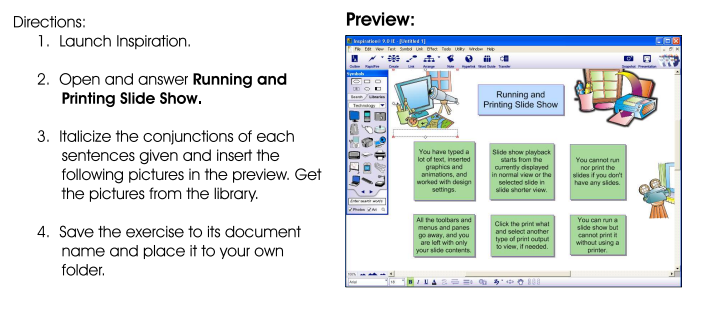 Directions:
1. Launch Inspiration.
2. Open and answer Running and
Printing Slide Show.
3. Italicize the conjunctions of each
sentences given and insert the
following pictures in the preview. Get
the pictures from the library.
4. Save the exercise to its document
name and place it to your own
folder.
Preview:
Inspiration® 9.0 IE - [Untitled 1]
File Edit View Text Symbol Link Effect Tools Utility Window Help
Outline RapidFire Create Link Arrange Note Hyperlink Word Guide Transfer
Symbols
Search Libraries
Technology
Enter search words
Running and
Printing Slide Show
You have typed a
lot of text, inserted
graphics and
animations, and
worked with design
settings.
Slide show playback
starts from the
currently displayed
in normal view or the
selected slide in
slide shorter view.
You cannot run
nor print the
slides if you don't
have any slides.
All the toolbars and
menus and panes
go away, and you
are left with only
your slide contents.
Click the print what
and select another
type of print output
to view, if needed.
You can run a
slide show but
cannot print it
without using a
printer.
B I U A